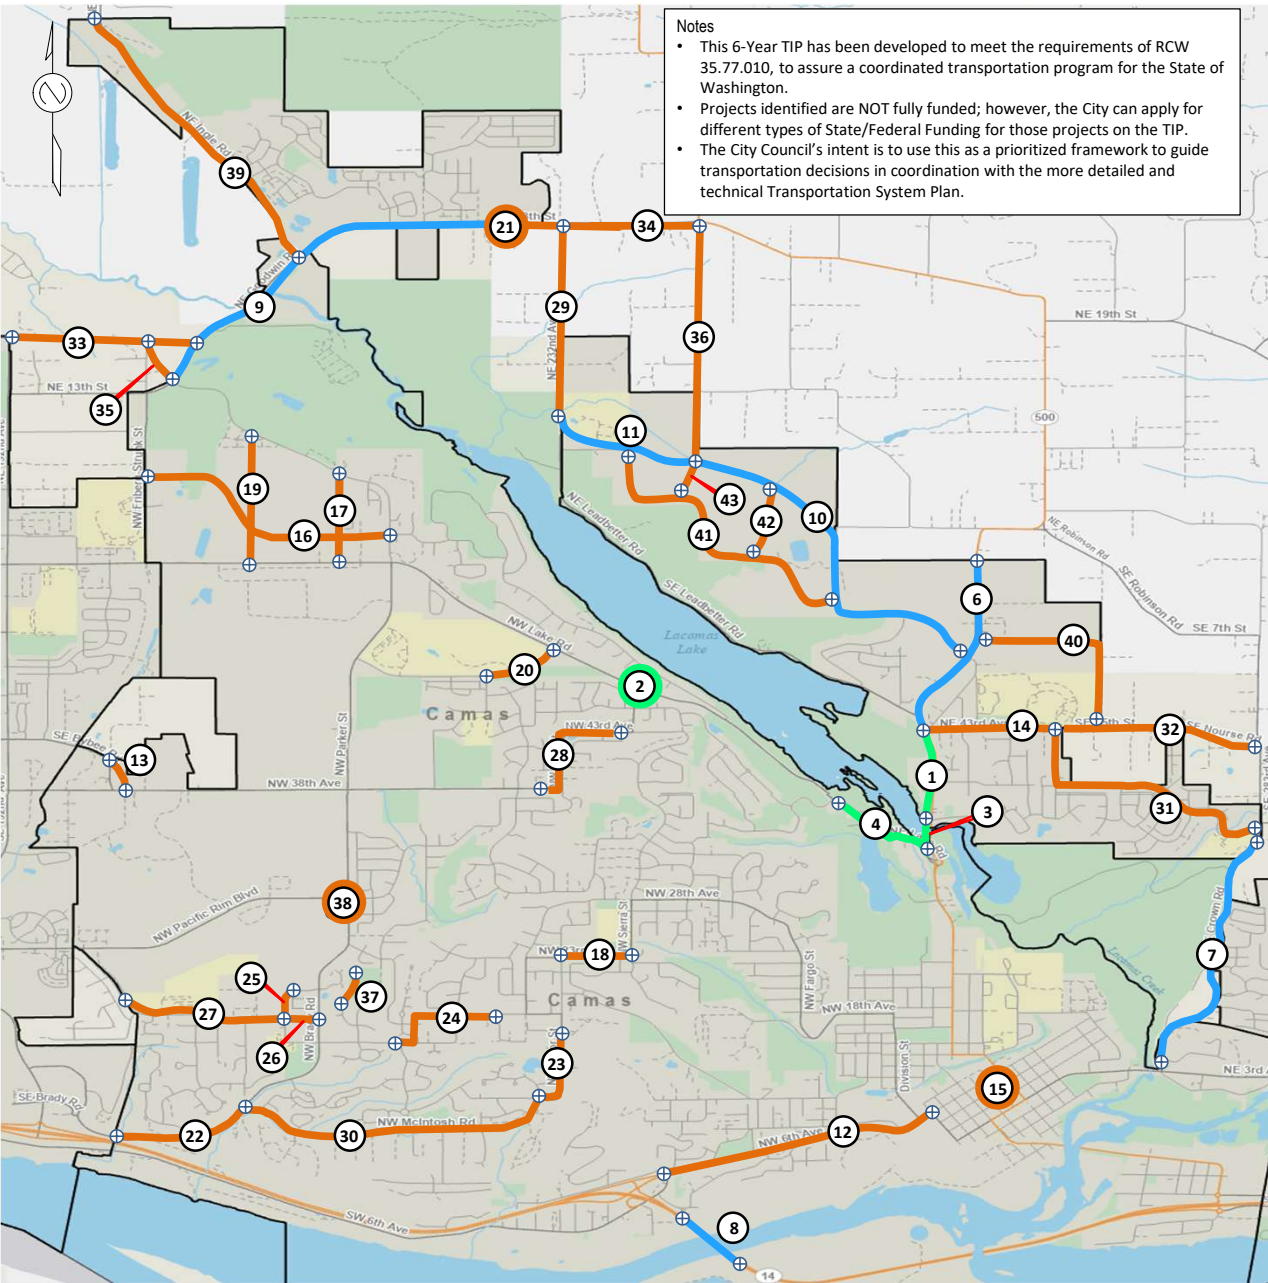 Notes
• This 6-Year TIP has been developed to meet the requirements of RCW
35.77.010, to assure a coordinated transportation program for the State of
Washington.
• Projects identified are NOT fully funded; however, the City can apply for
different types of State/Federal Funding for those projects on the TIP.
• The City Council's intent is to use this as a prioritized framework to guide
transportation decisions in coordination with the more detailed and
technical Transportation System Plan.
NE Ingle Rd
39
21
34
9
29
36
NE 19th St
33
NE 232nd Ave
NE 13th St
35
500
11
19
17
43
10
16
41
42
NE Leadbetter Rd
NE Robinson Rd
SE Robinson Rd
SE Leadbetter Rd
6
SE 7th St
NW Lake Rd
Lacamas
Lake
40
20
2
Camas
NW 43rd Ave
NE 43rd Ave
14
32
SE Nourse Rd
NW Parker St
13
28
1
NW 38th Ave
3
31
4
NW 28th Ave
38
NW Pacific Rim Blvd
NW Sierra St
Crown Rd
18
7
Lacamas Creek
25
37
Camas
NW Fargo St
NW 18th Ave
27
24
26
NW Brady Rd
23
Division St
NE 3rd
15
SE Brady Rd
22
30
NW McIntosh Rd
NW 6th Ave
12
SW 6th Ave
8
14